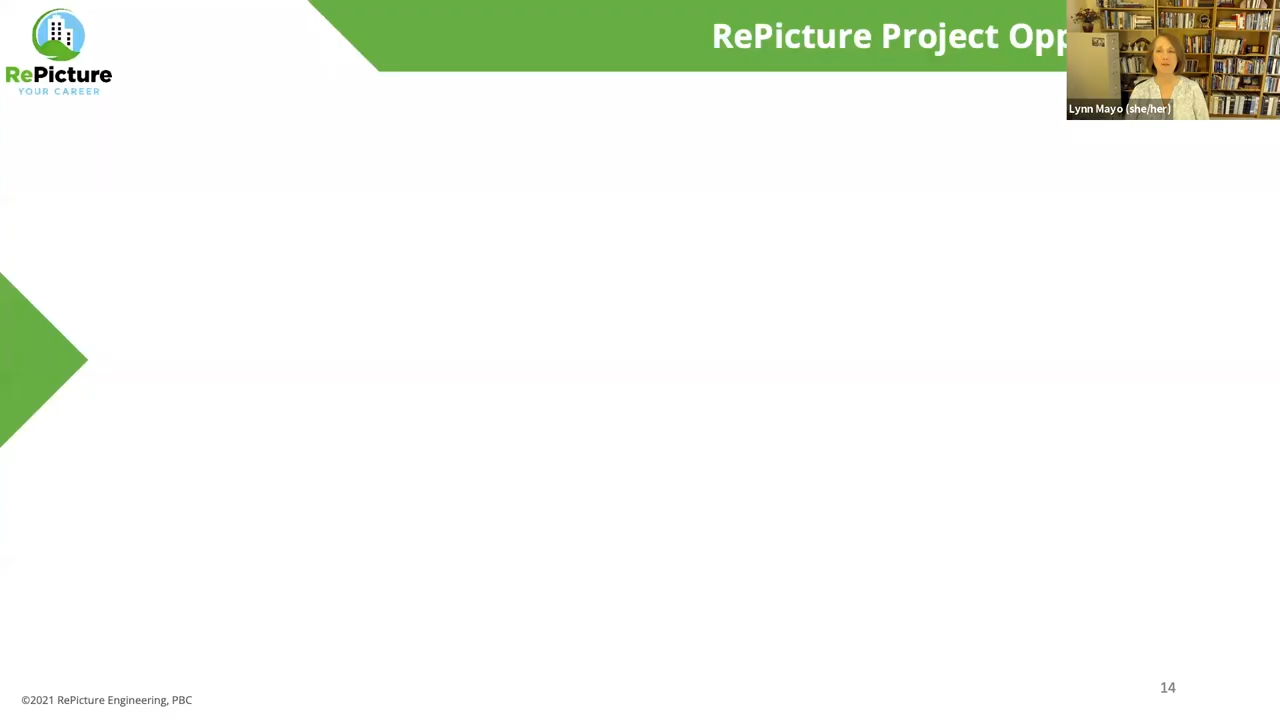 RePicture Project Opp
RePicture
YOUR CAREER
Lynn Mayo (she/her)
14
©2021 RePicture Engineering, PBC